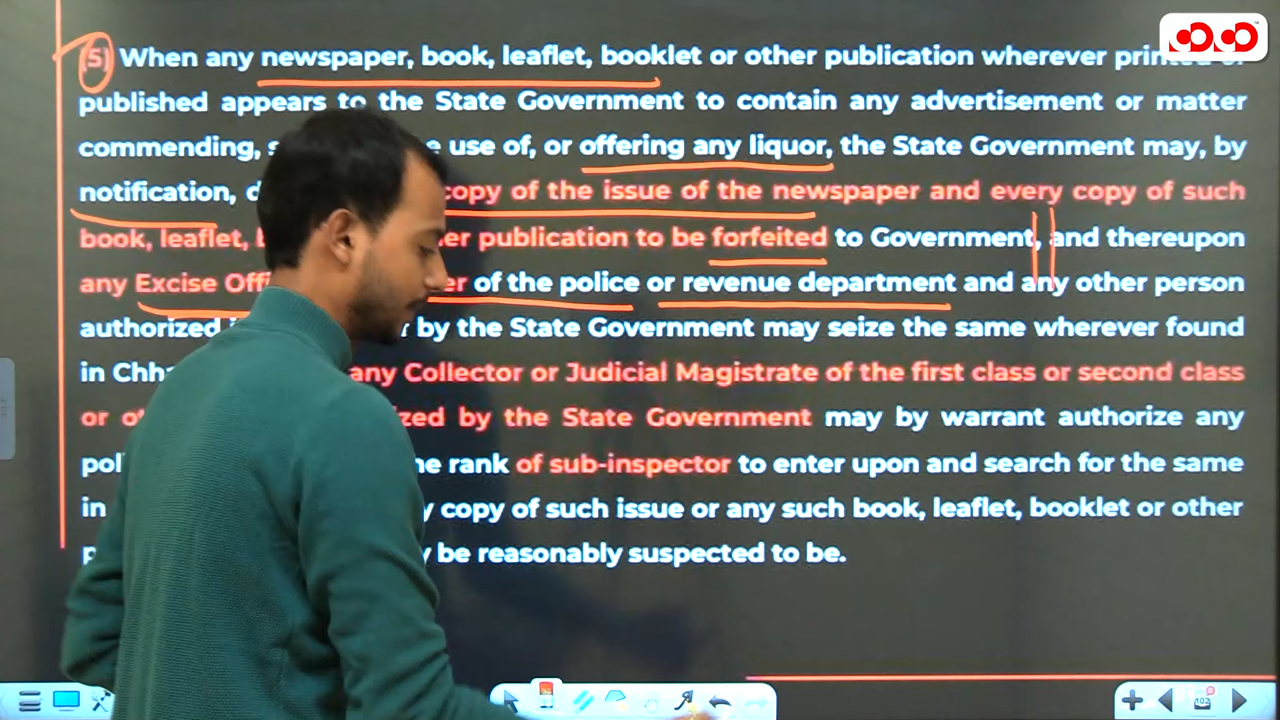 (5) When any newspaper, book, leaflet, booklet or other publication wherever printed or
published appears to the State Government to contain any advertisement or matter
commending, use of, or offering any liquor, the State Government may, by
notification, copy of the issue of the newspaper and every copy of such
book, leaflet, publication to be forfeited to Government, and thereupon
any Excise of the police or revenue department and any other person
authorized by the State Government may seize the same wherever found
in any Collector or Judicial Magistrate of the first class or second class
or by the State Government may by warrant authorize any
rank of sub-inspector to enter upon and search for the same
in copy of such issue or any such book, leaflet, booklet or other
be reasonably suspected to be.
102